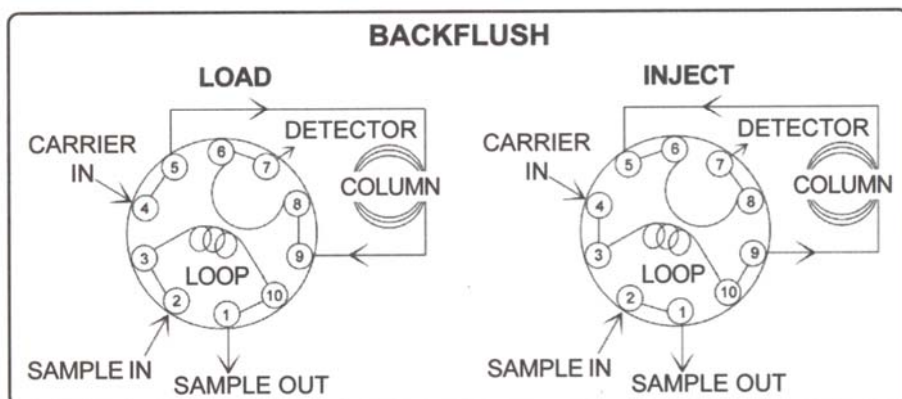 BACKFLUSH
LOAD
INJECT
CARRIER
IN
DETECTOR
COLUMN
LOOP
SAMPLE IN
SAMPLE OUT
1
2
3
4
5
6
7
8
9
10
CARRIER
IN
DETECTOR
COLUMN
LOOP
SAMPLE IN
SAMPLE OUT
1
2
3
4
5
6
7
8
9
10